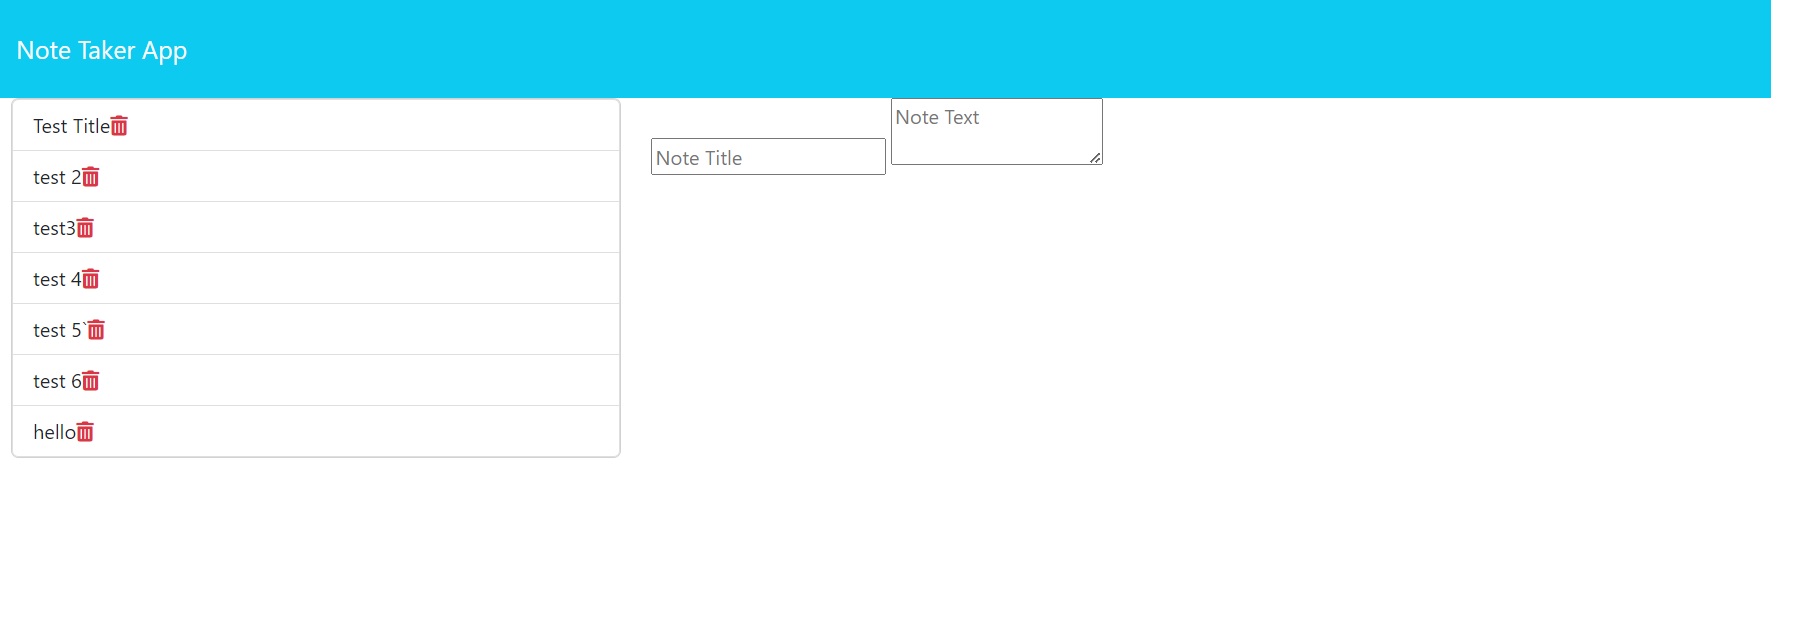 Note Taker App
Test Title
test 2
test3
test 4
test 5`
test 6
hello
Note Title
Note Text